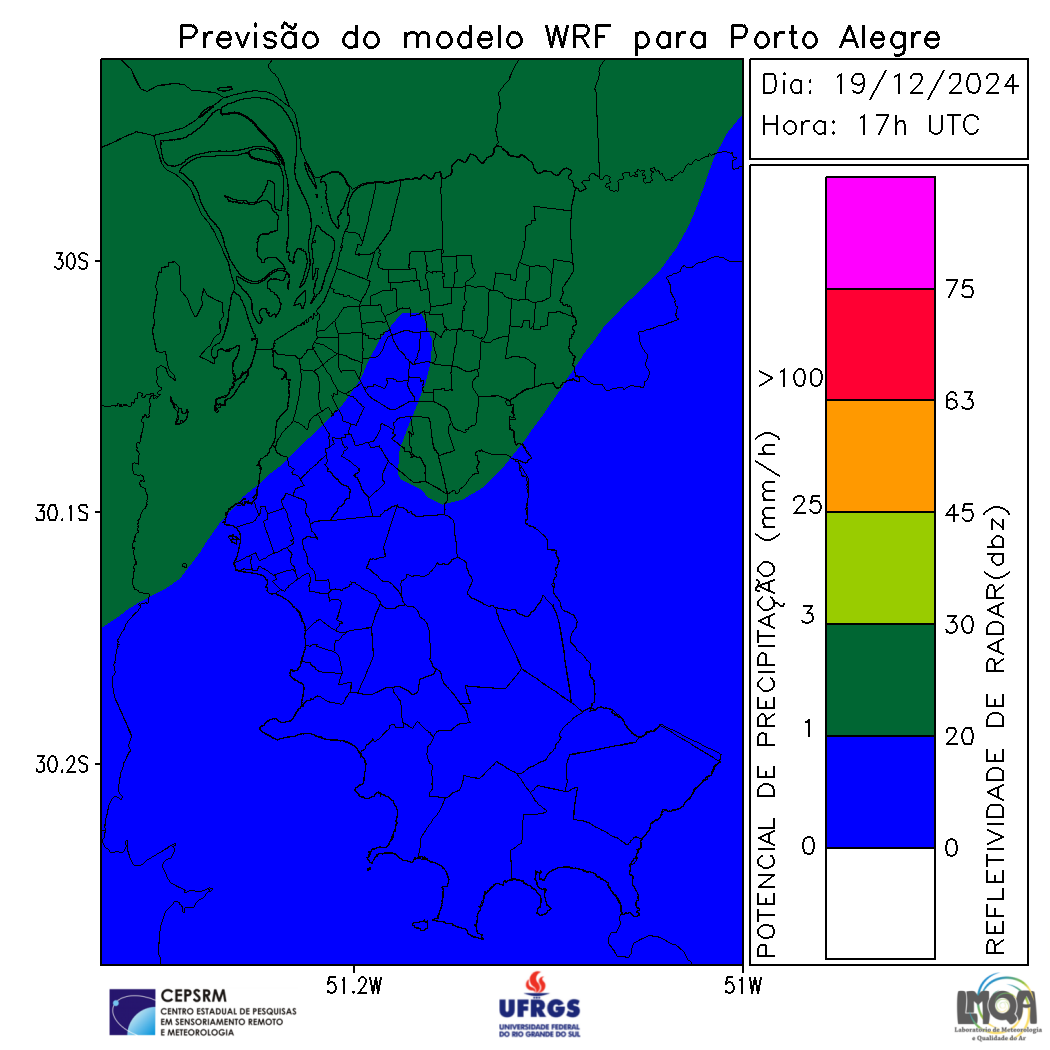 Previsão do modelo WRF para Porto Alegre
Dia: 19/12/2024
Hora: 17h UTC
30S
30.1S
30.2S
51.2W
51W
POTENCIAL DE PRECIPITAÇÃO (mm/h)
>100
25
3
1
0
75
63
45
30
20
0
REFLETIVIDADE DE RADAR(dbz)
CEPSRM
CENTRO ESTADUAL DE PESQUISAS
EM SENSORIAMENTO REMOTO
E METEOROLOGIA
UFRGS
UNIVERSIDADE FEDERAL
DO RIO GRANDE DO SUL
LMQA
Laboratório de Meteorologia
e Qualidade do Ar